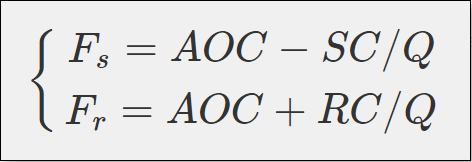 F_s = AOC − SC/Q
F_r = AOC + RC/Q